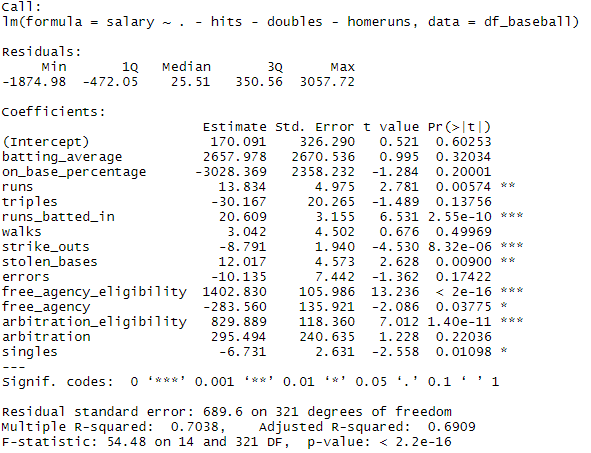 Call:
lm(formula = salary ~ . - hits - doubles - homeruns, data = df_baseball)
Residuals:
Min 1Q Median 3Q Max
-1874.98 -472.05 25.51 350.56 3057.72
Coefficients:
Estimate Std. Error t value Pr(>|t|)
(Intercept) 170.091 326.290 0.521 0.60253
batting_average 2657.978 2670.536 0.995 0.32034
on_base_percentage -3028.369 2358.232 -1.284 0.20001
runs 13.834 4.975 2.781 0.00574 **
triples -30.167 20.265 -1.489 0.13756
runs_batted_in 20.609 3.155 6.531 2.55e-10 ***
walks 3.042 4.502 0.676 0.49969
strike_outs -8.791 1.940 -4.530 8.32e-06 ***
stolen_bases 12.017 4.573 2.628 0.00900 **
errors -10.135 7.442 -1.362 0.17422
free_agency_eligibility 1402.830 105.986 13.236 < 2e-16 ***
free_agency -283.560 135.921 -2.086 0.03775 *
arbitration_eligibility 829.889 118.360 7.012 1.40e-11 ***
arbitration 295.494 240.635 1.228 0.22036
singles -6.731 2.631 -2.558 0.01098 *
---
Signif. codes: 0 ‘***’ 0.001 ‘**’ 0.01 ‘*’ 0.05 ‘.’ 0.1 ‘ ’ 1
Residual standard error: 689.6 on 321 degrees of freedom
Multiple R-squared: 0.7038, Adjusted R-squared: 0.6909
F-statistic: 54.48 on 14 and 321 DF, p-value: < 2.2e-16